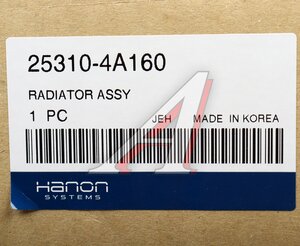 25310-4A160
RADIATOR ASSY
1 PC JEH MADE IN KOREA
Hanon
SYSTEMS